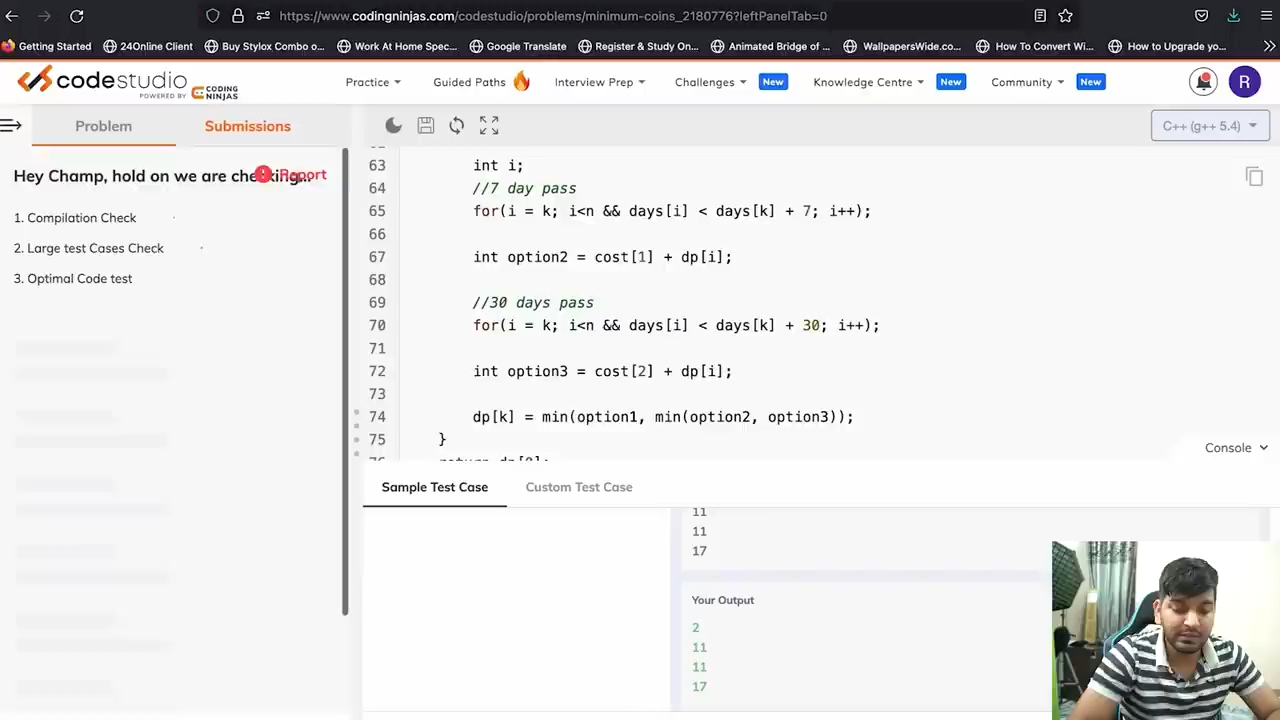 https://www.codingninjas.com/codestudio/problems/minimum-coins_2180776?leftPanelTab=0
Getting Started
24Online Client
Buy Stylox Combo o...
Work At Home Spec...
Google Translate
Register & Study On...
Animated Bridge of ...
WallpapersWide.co...
How To Convert Wi...
How to Upgrade yo...
codestudio
POWERED BY CODING NINJAS
Practice
Guided Paths
Interview Prep
Challenges
New
Knowledge Centre
New
Community
New
R
Problem
Submissions
C++ (g++ 5.4)
Hey Champ, hold on we are checking...
Report
1. Compilation Check
2. Large test Cases Check
3. Optimal Code test
63 int i;
64 //7 day pass
65 for(i = k; i<n && days[i] < days[k] + 7; i++);
66
67 int option2 = cost[1] + dp[i];
68
69 //30 days pass
70 for(i = k; i<n && days[i] < days[k] + 30; i++);
71
72 int option3 = cost[2] + dp[i];
73
74 dp[k] = min(option1, min(option2, option3));
75 }
76 return dp[0];
Console
Sample Test Case
Custom Test Case
11
11
17
Your Output
2
11
11
17